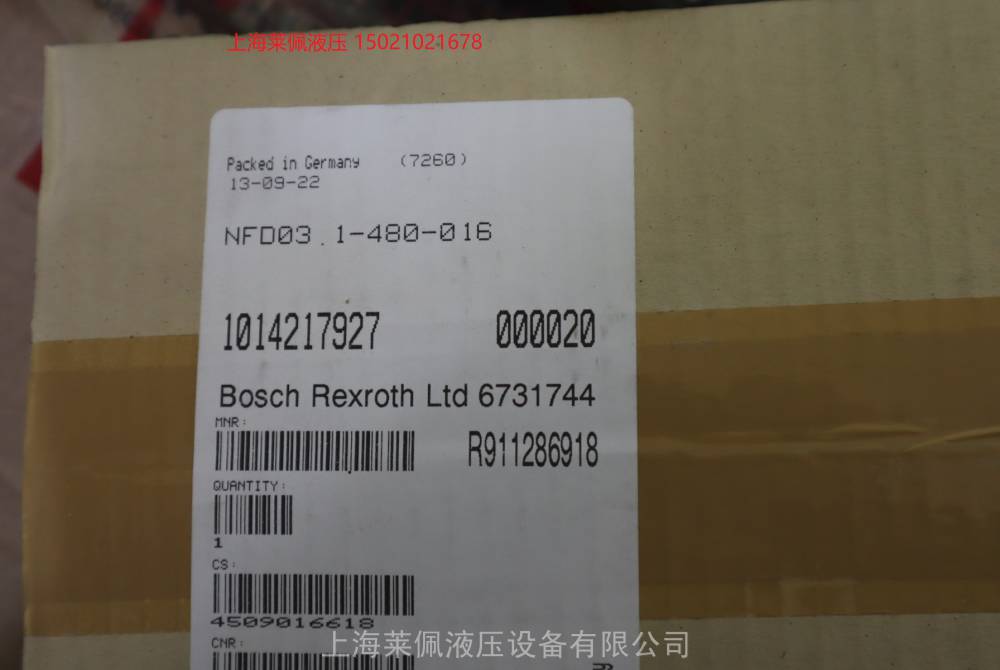 上海莱佩液压 15021021678
Packed in Germany (7260)
13-09-22
NFD03.1-480-016
1014217927 000020
Bosch Rexroth Ltd 6731744
MNR:
R911286918
QUANTITY:
1
CS:
4509016618
CNR:
上海莱佩液压设备有限公司